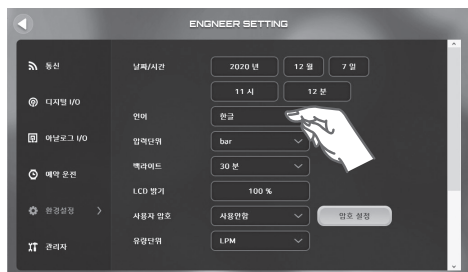 ENGNEER SETTING
통신
디지털 I/O
아날로그 I/O
예약 운전
환경설정
관리자
날짜/시간
2020 년
12 월
7 일
11 시
12 분
언어
한글
압력단위
bar
백라이트
30 분
LCD 밝기
100 %
사용자 암호
사용안함
암호 설정
유량단위
LPM